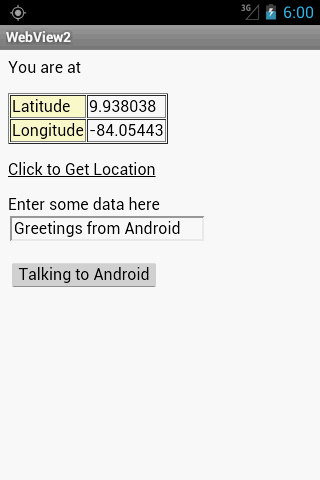 3G 6:00
WebView2
You are at
Latitude 9.938038
Longitude -84.05443
Click to Get Location
Enter some data here
Greetings from Android
Talking to Android